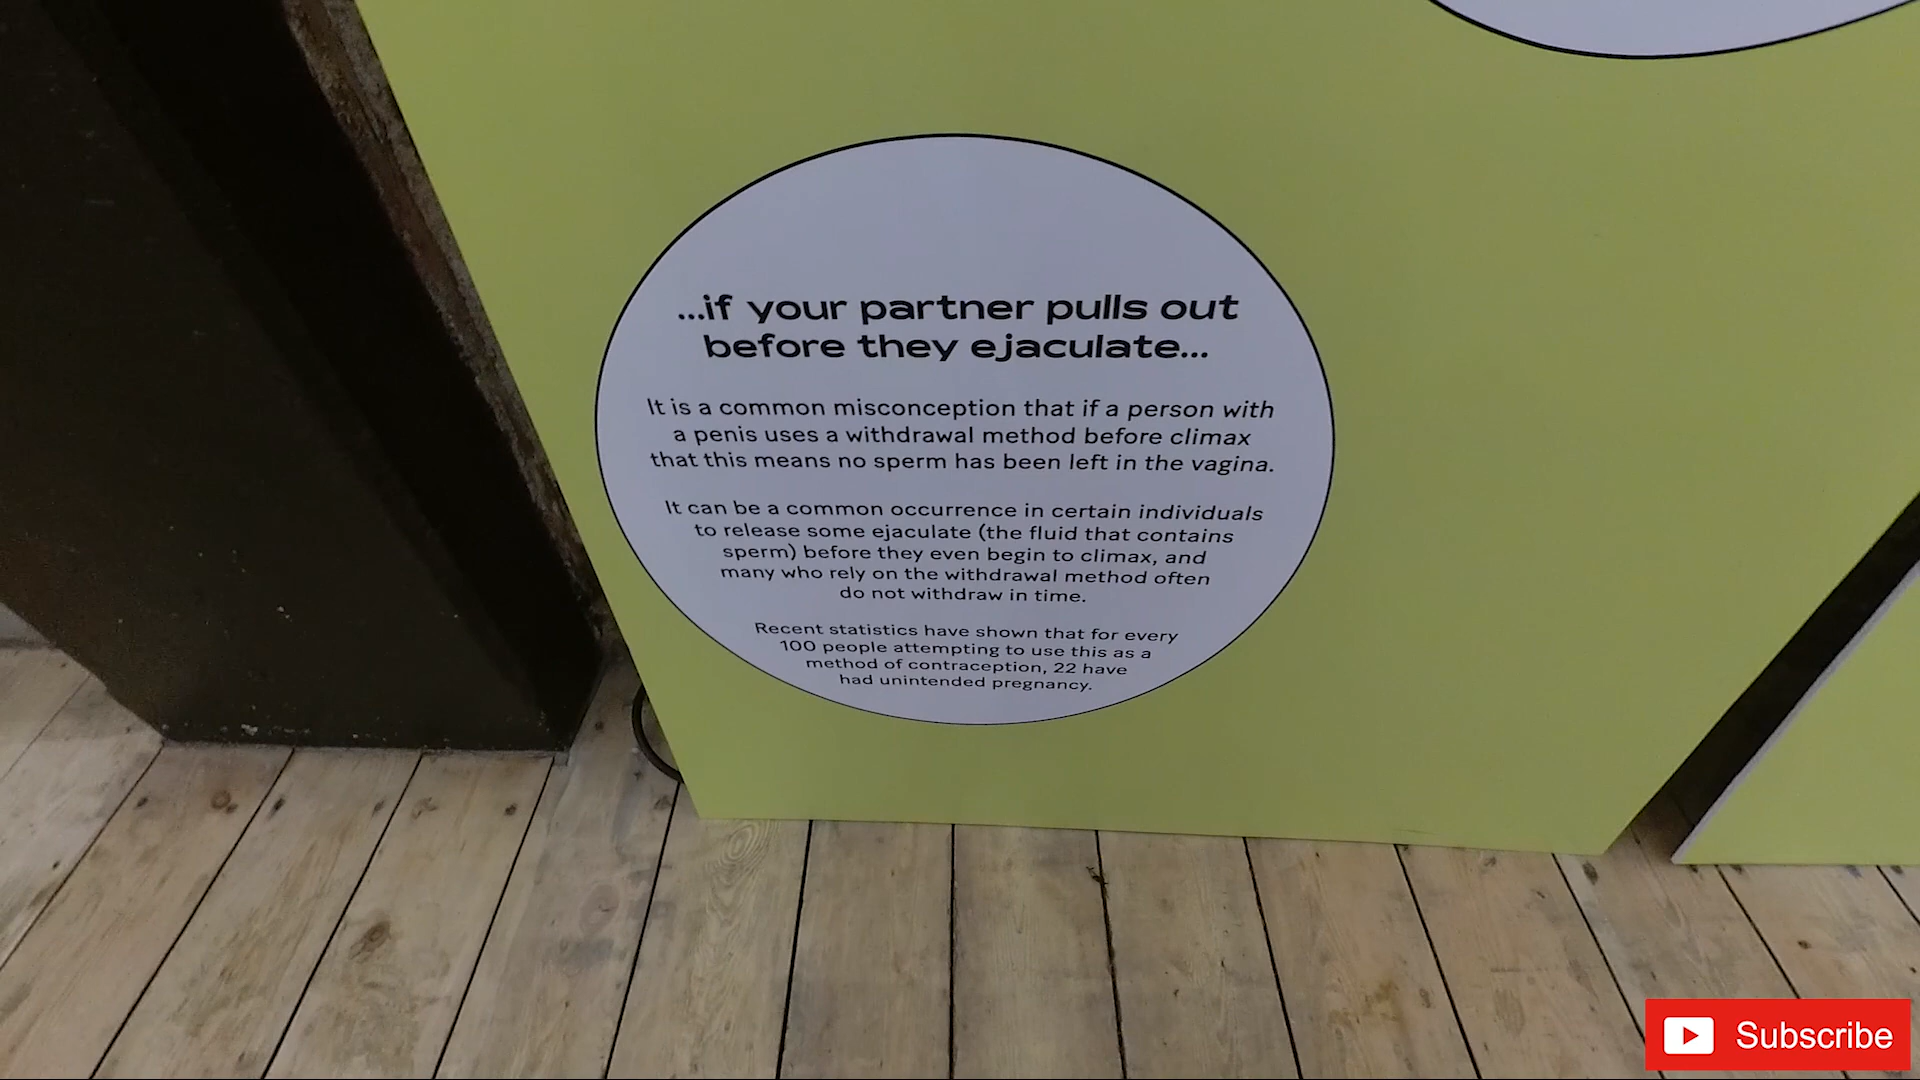 ...if your partner pulls out
before they ejaculate...
It is a common misconception that if a person with
a penis uses a withdrawal method before climax
that this means no sperm has been left in the vagina.
It can be a common occurrence in certain individuals
to release some ejaculate (the fluid that contains
sperm) before they even begin to climax, and
many who rely on the withdrawal method often
do not withdraw in time.
Recent statistics have shown that for every
100 people attempting to use this as a
method of contraception, 22 have
had unintended pregnancy.
Subscribe